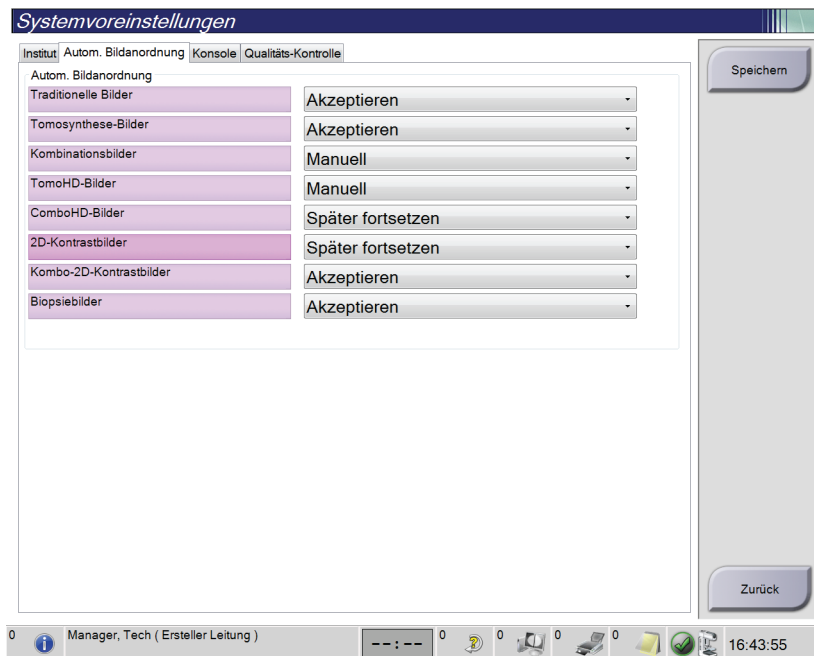 Systemvoreinstellungen
Institut Autom. Bildanordnung Konsole Qualitäts-Kontrolle
Speichern
Autom. Bildanordnung
Traditionelle Bilder Akzeptieren
Tomosynthese-Bilder Akzeptieren
Kombinationsbilder Manuell
TomoHD-Bilder Manuell
ComboHD-Bilder Später fortsetzen
2D-Kontrastbilder Später fortsetzen
Kombo-2D-Kontrastbilder Akzeptieren
Biopsiebilder Akzeptieren
Zurück
0 Manager, Tech ( Ersteller Leitung ) --:-- 0 0 0 0 16:43:55